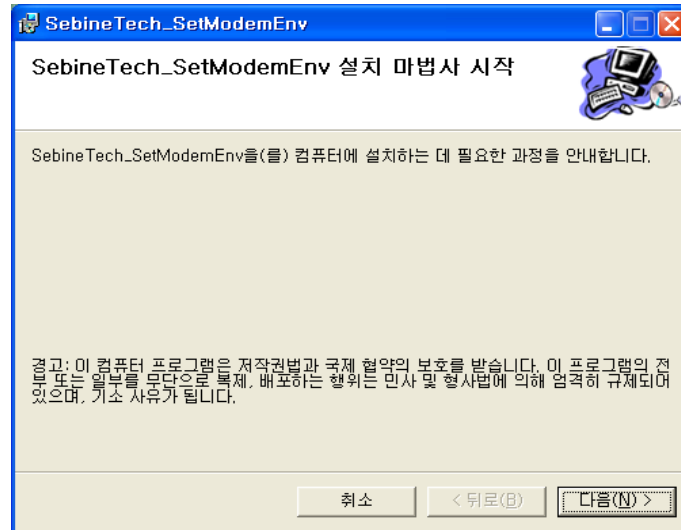 SebineTech_SetModemEnv
SebineTech_SetModemEnv 설치 마법사 시작
SebineTech_SetModemEnv을(를) 컴퓨터에 설치하는 데 필요한 과정을 안내합니다.
경고: 이 컴퓨터 프로그램은 저작권법과 국제 협약의 보호를 받습니다. 이 프로그램의 전
부 또는 일부를 무단으로 복제, 배포하는 행위는 민사 및 형사법에 의해 엄격히 규제되어
있으며, 기소 사유가 됩니다.
취소
< 뒤로(B)
다음(N) >